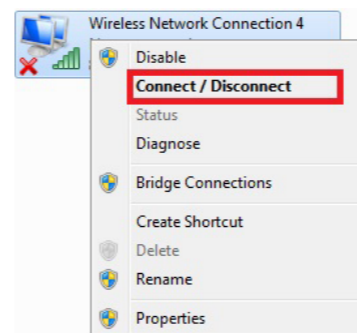 Wireless Network Connection 4
Disable
Connect / Disconnect
Status
Diagnose
Bridge Connections
Create Shortcut
Delete
Rename
Properties